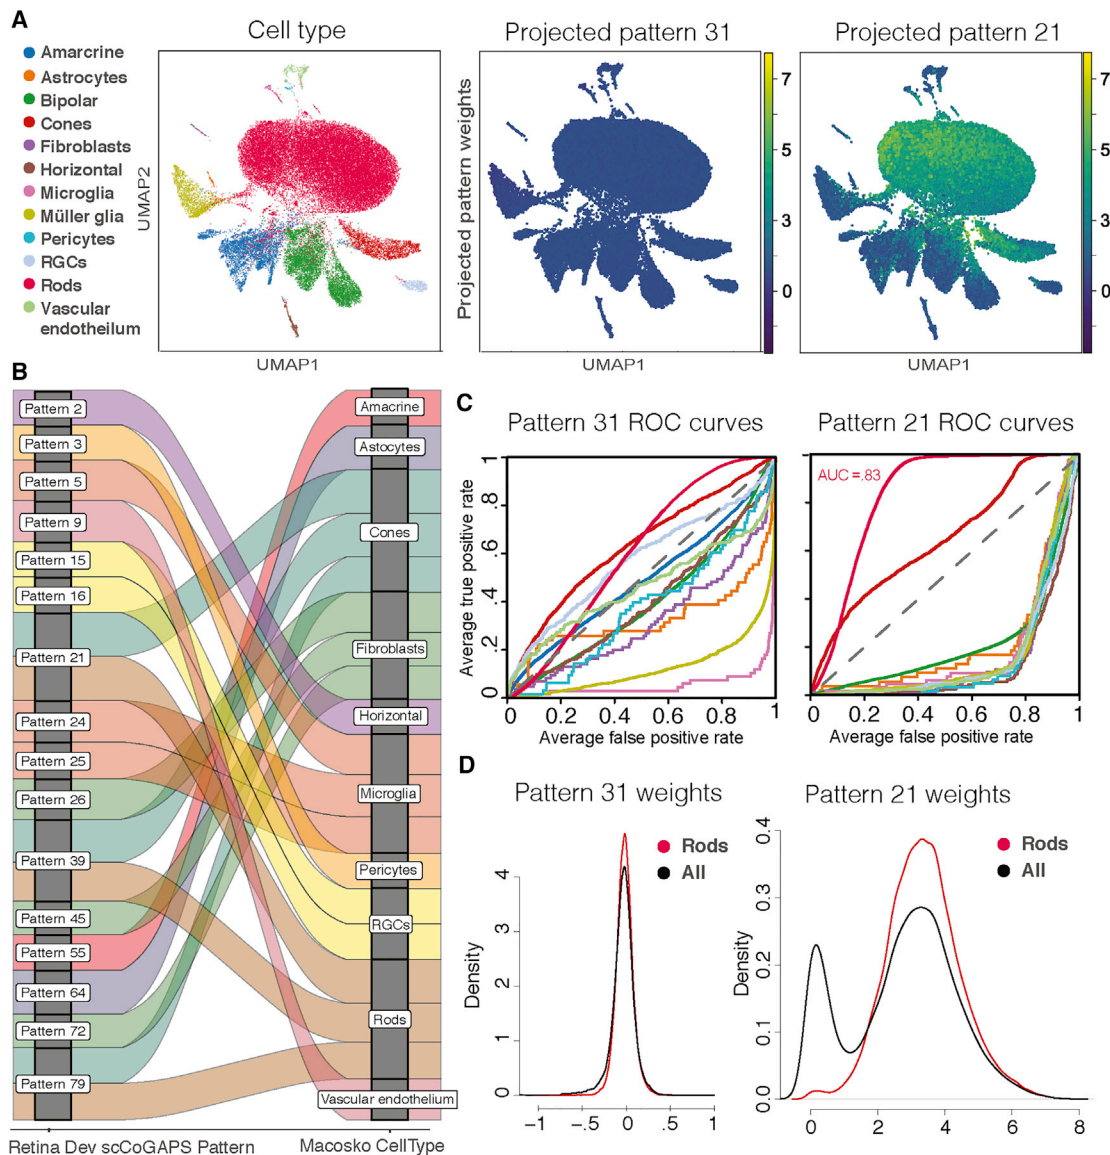 A
Cell type
Projected pattern 31
Projected pattern 21
Amarcrine
Astrocytes
Bipolar
Cones
Fibroblasts
Horizontal
Microglia
Müller glia
Pericytes
RGCs
Rods
Vascular
endotheilum
UMAP2
UMAP1
Projected pattern weights
UMAP1
7
5
3
0
UMAP1
7
5
3
0
B
Pattern 2
Pattern 3
Pattern 5
Pattern 9
Pattern 15
Pattern 16
Pattern 21
Pattern 24
Pattern 25
Pattern 26
Pattern 39
Pattern 45
Pattern 55
Pattern 64
Pattern 72
Pattern 79
Amacrine
Astocytes
Cones
Fibroblasts
Horizontal
Microglia
Pericytes
RGCs
Rods
Vascular endothelium
Retina Dev scCoGAPS Pattern
Macosko CellType
C
Pattern 31 ROC curves
Pattern 21 ROC curves
Average true positive rate
1
.8
.6
.4
.2
0
0 0.2 0.4 0.6 0.8 1
Average false positive rate
AUC =.83
0 0.2 0.4 0.6 0.8 1
Average false positive rate
D
Pattern 31 weights
Pattern 21 weights
Rods
All
Density
4
3
2
1
0
−1 −.5 0 0.5 1
Rods
All
Density
0.4
0.3
0.2
0.1
0.0
0 2 4 6 8